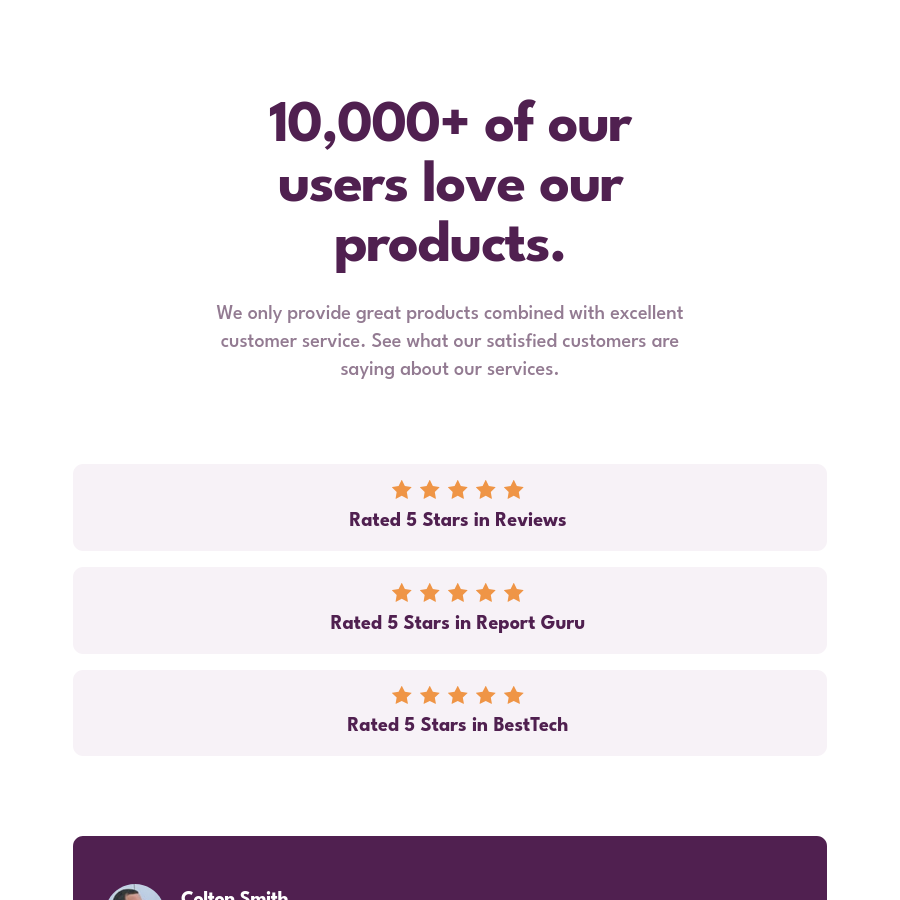 10,000+ of our
users love our
products.
We only provide great products combined with excellent
customer service. See what our satisfied customers are
saying about our services.
Rated 5 Stars in Reviews
Rated 5 Stars in Report Guru
Rated 5 Stars in BestTech
Colton Smith